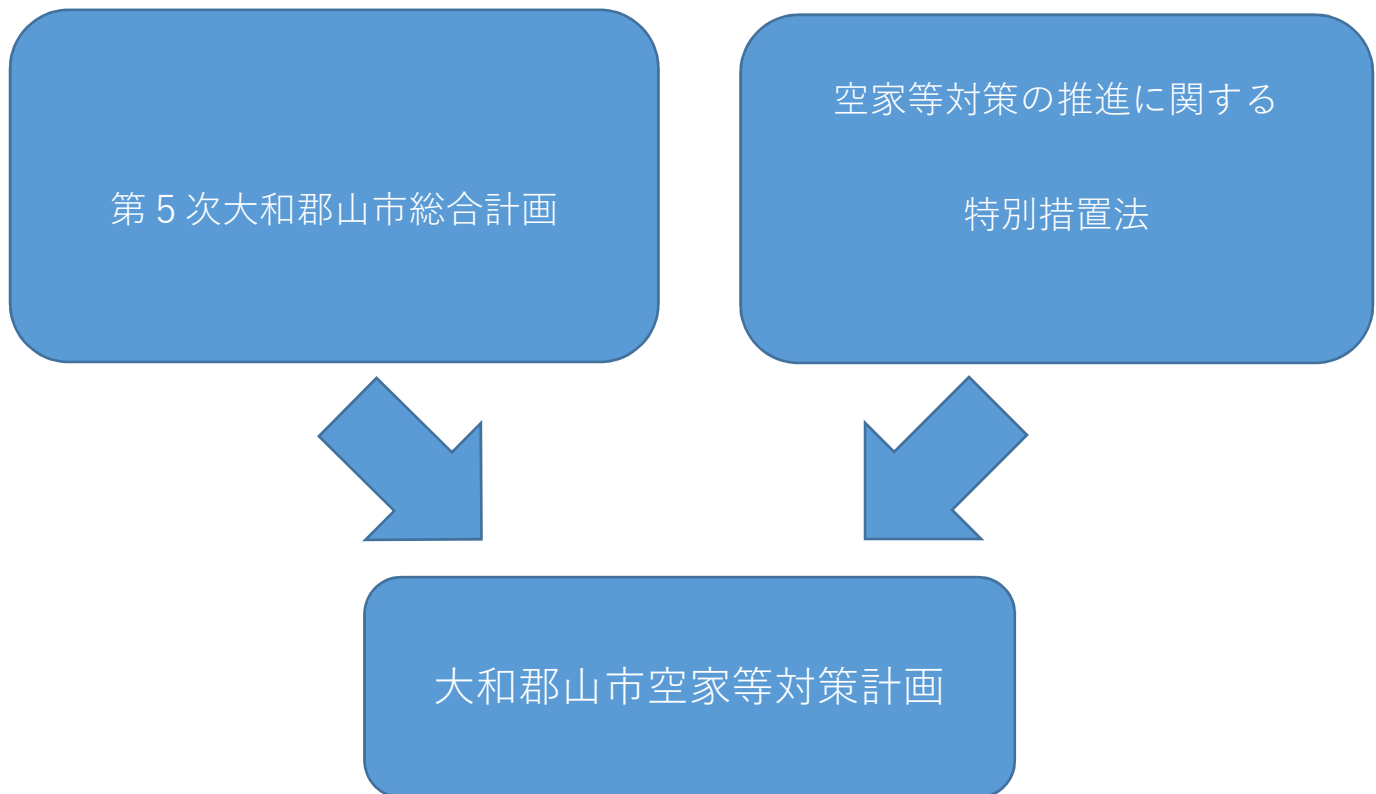 第５次大和郡山市総合計画
空家等対策の推進に関する
特別措置法
大和郡山市空家等対策計画